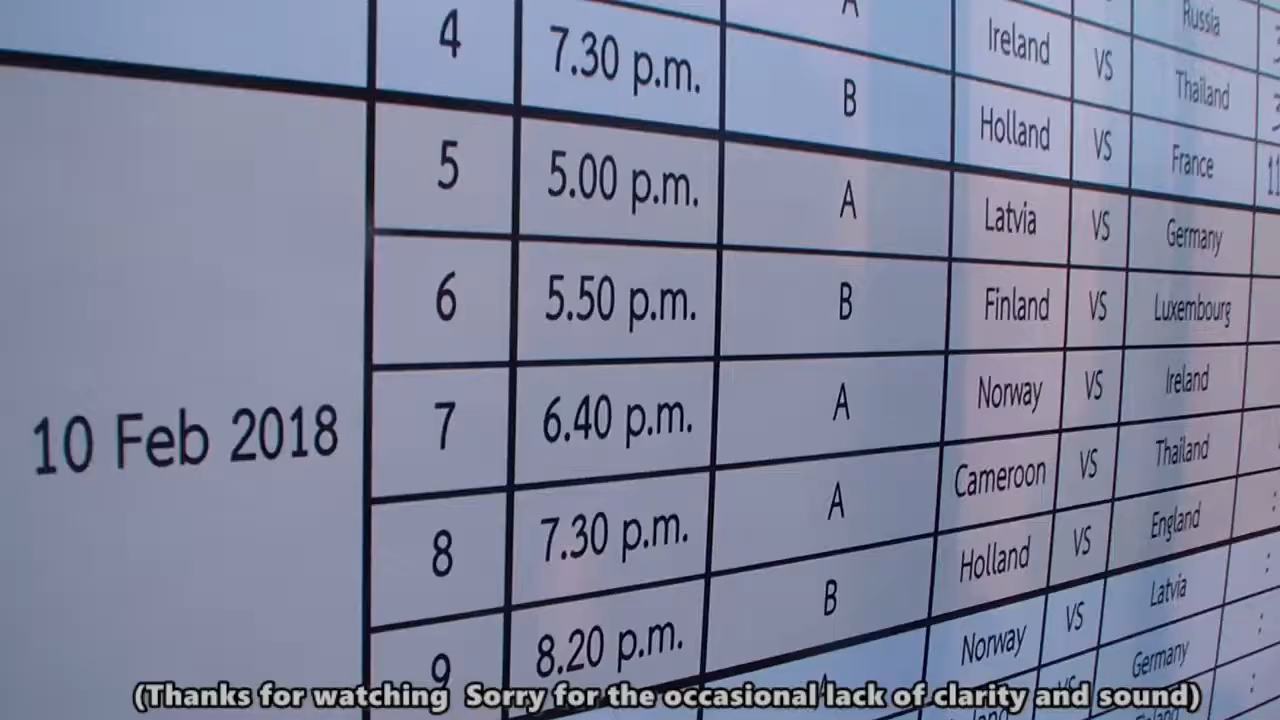 Russia
A Ireland VS Thailand
4 7.30 p.m. B Holland VS France 11
5 5.00 p.m. A Latvia VS Germany
6 5.50 p.m. B Finland VS Luxembourg
7 6.40 p.m. A Norway VS Ireland
10 Feb 2018
8 7.30 p.m. A Cameroon VS Thailand :
9 8.20 p.m. B Holland VS England :
A Norway VS Latvia :
VS Germany :
(Thanks for watching Sorry for the occasional lack of clarity and sound)